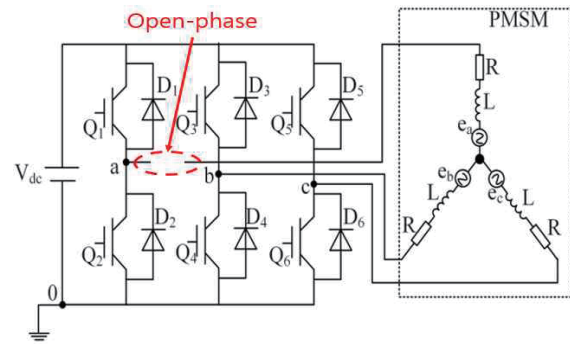 Open-phase
PMSM
D1
D3
D5
R
Q1
Q3
Q5
L
ea
a
Vdc
b
eb
ec
c
L
L
D2
D4
D6
R
R
Q2
Q4
Q6
0